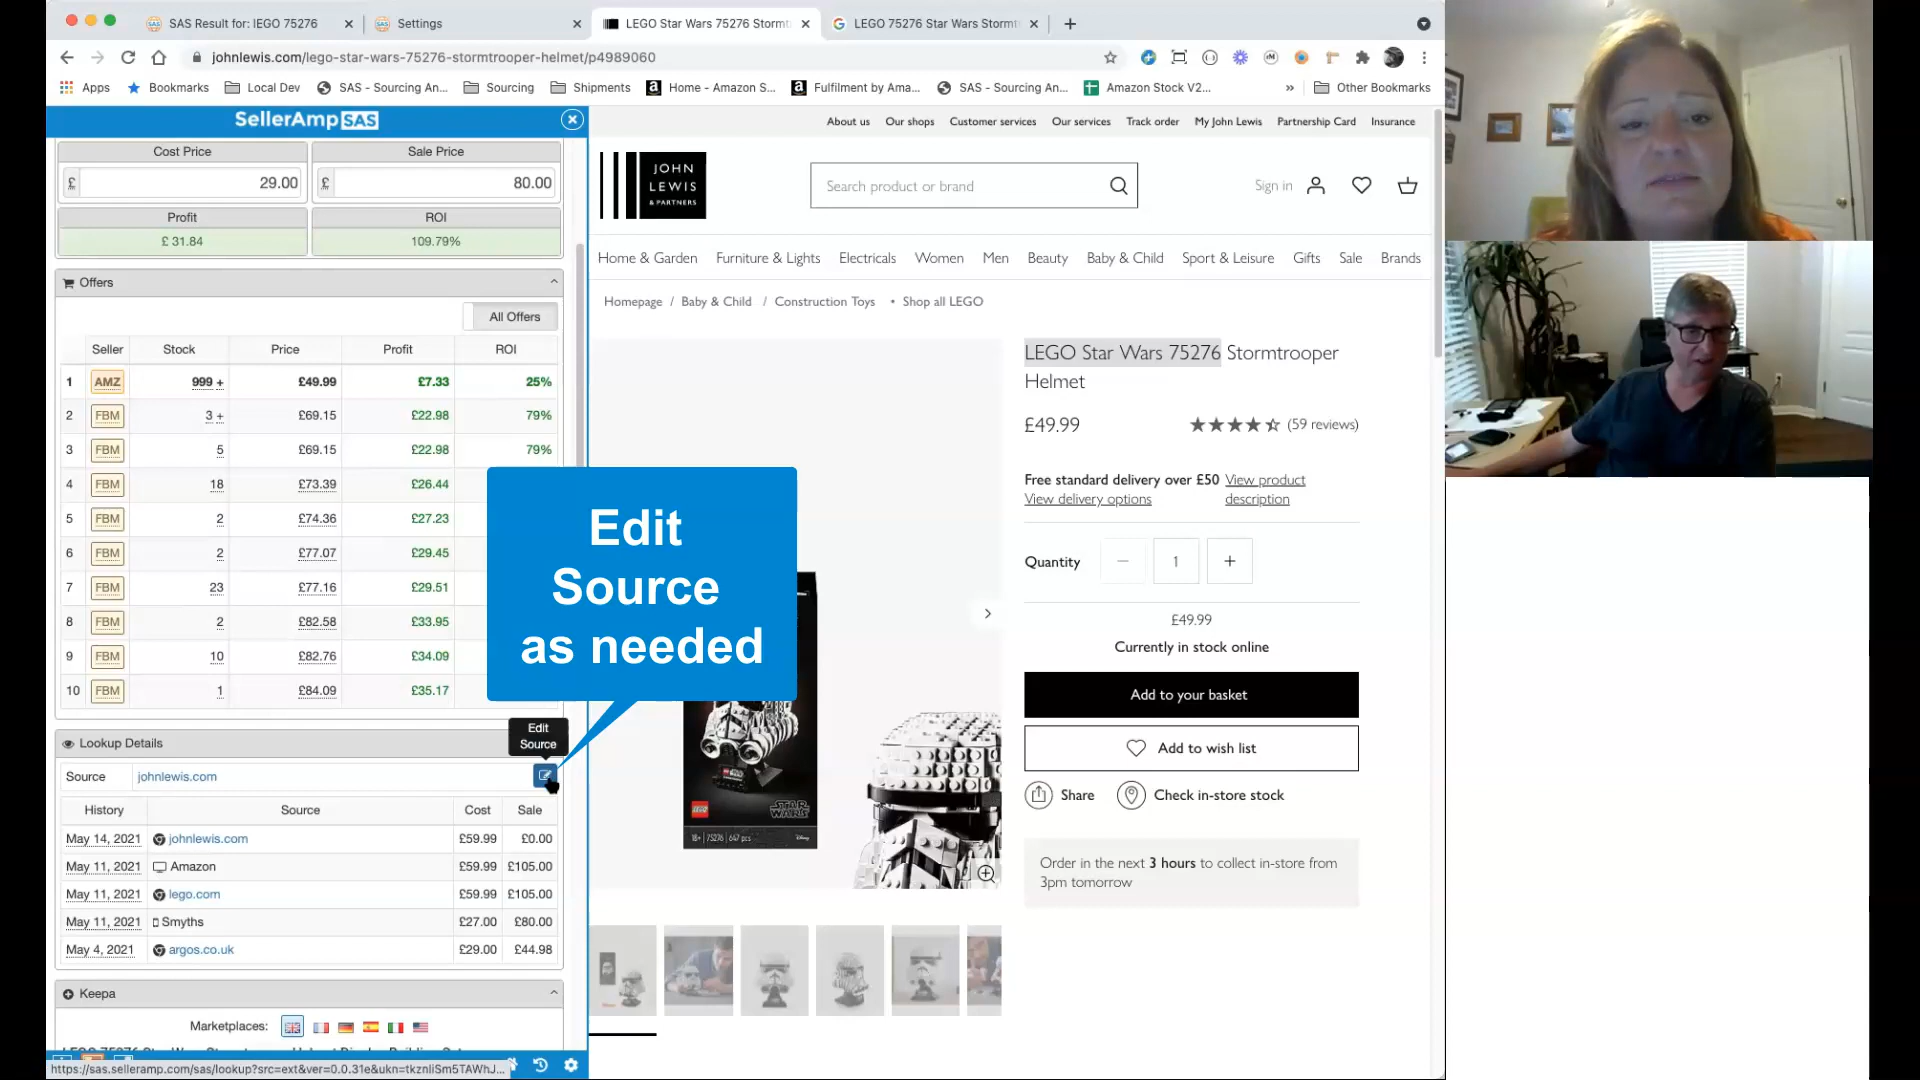 SAS Result for: lEGO 75276
Settings
LEGO Star Wars 75276 Stormt
LEGO 75276 Star Wars Stormt
johnlewis.com/lego-star-wars-75276-stormtrooper-helmet/p4989060
Apps
Bookmarks
Local Dev
SAS - Sourcing An...
Sourcing
Shipments
Home - Amazon S...
Fulfilment by Ama...
SAS - Sourcing An...
Amazon Stock V2...
»
Other Bookmarks
SellerAmp SAS
Cost Price
Sale Price
£ 29.00
£ 80.00
Profit
ROI
£ 31.84
109.79%
Offers
All Offers
Seller Stock Price Profit ROI
1 AMZ 999 + £49.99 £7.33 25%
2 FBM 3 + £69.15 £22.98 79%
3 FBM 5 £69.15 £22.98 79%
4 FBM 18 £73.39 £26.44
5 FBM 2 £74.36 £27.23
6 FBM 2 £77.07 £29.45
7 FBM 23 £77.16 £29.51
8 FBM 2 £82.58 £33.95
9 FBM 10 £82.76 £34.09
10 FBM 1 £84.09 £35.17
Edit
Source
as needed
Edit
Source
Lookup Details
Source johnlewis.com
History Source Cost Sale
May 14, 2021 johnlewis.com £59.99 £0.00
May 11, 2021 Amazon £59.99 £105.00
May 11, 2021 lego.com £59.99 £105.00
May 11, 2021 Smyths £27.00 £80.00
May 4, 2021 argos.co.uk £29.00 £44.98
Keepa
Marketplaces:
https://sas.selleramp.com/sas/lookup?src=ext&ver=0.0.31e&ukn=tkznliSm5TAWhJ...
About us
Our shops
Customer services
Our services
Track order
My John Lewis
Partnership Card
Insurance
JOHN
LEWIS
& PARTNERS
Search product or brand
Sign in
Home & Garden
Furniture & Lights
Electricals
Women
Men
Beauty
Baby & Child
Sport & Leisure
Gifts
Sale
Brands
Homepage / Baby & Child / Construction Toys • Shop all LEGO
LEGO Star Wars 75276 Stormtrooper
Helmet
£49.99
(59 reviews)
Free standard delivery over £50 View product
View delivery options description
Quantity
1
£49.99
Currently in stock online
Add to your basket
Add to wish list
Share
Check in-store stock
Order in the next 3 hours to collect in-store from
3pm tomorrow
LEGO
STAR
WARS
18+ | 75276 | 647 pcs
Disney